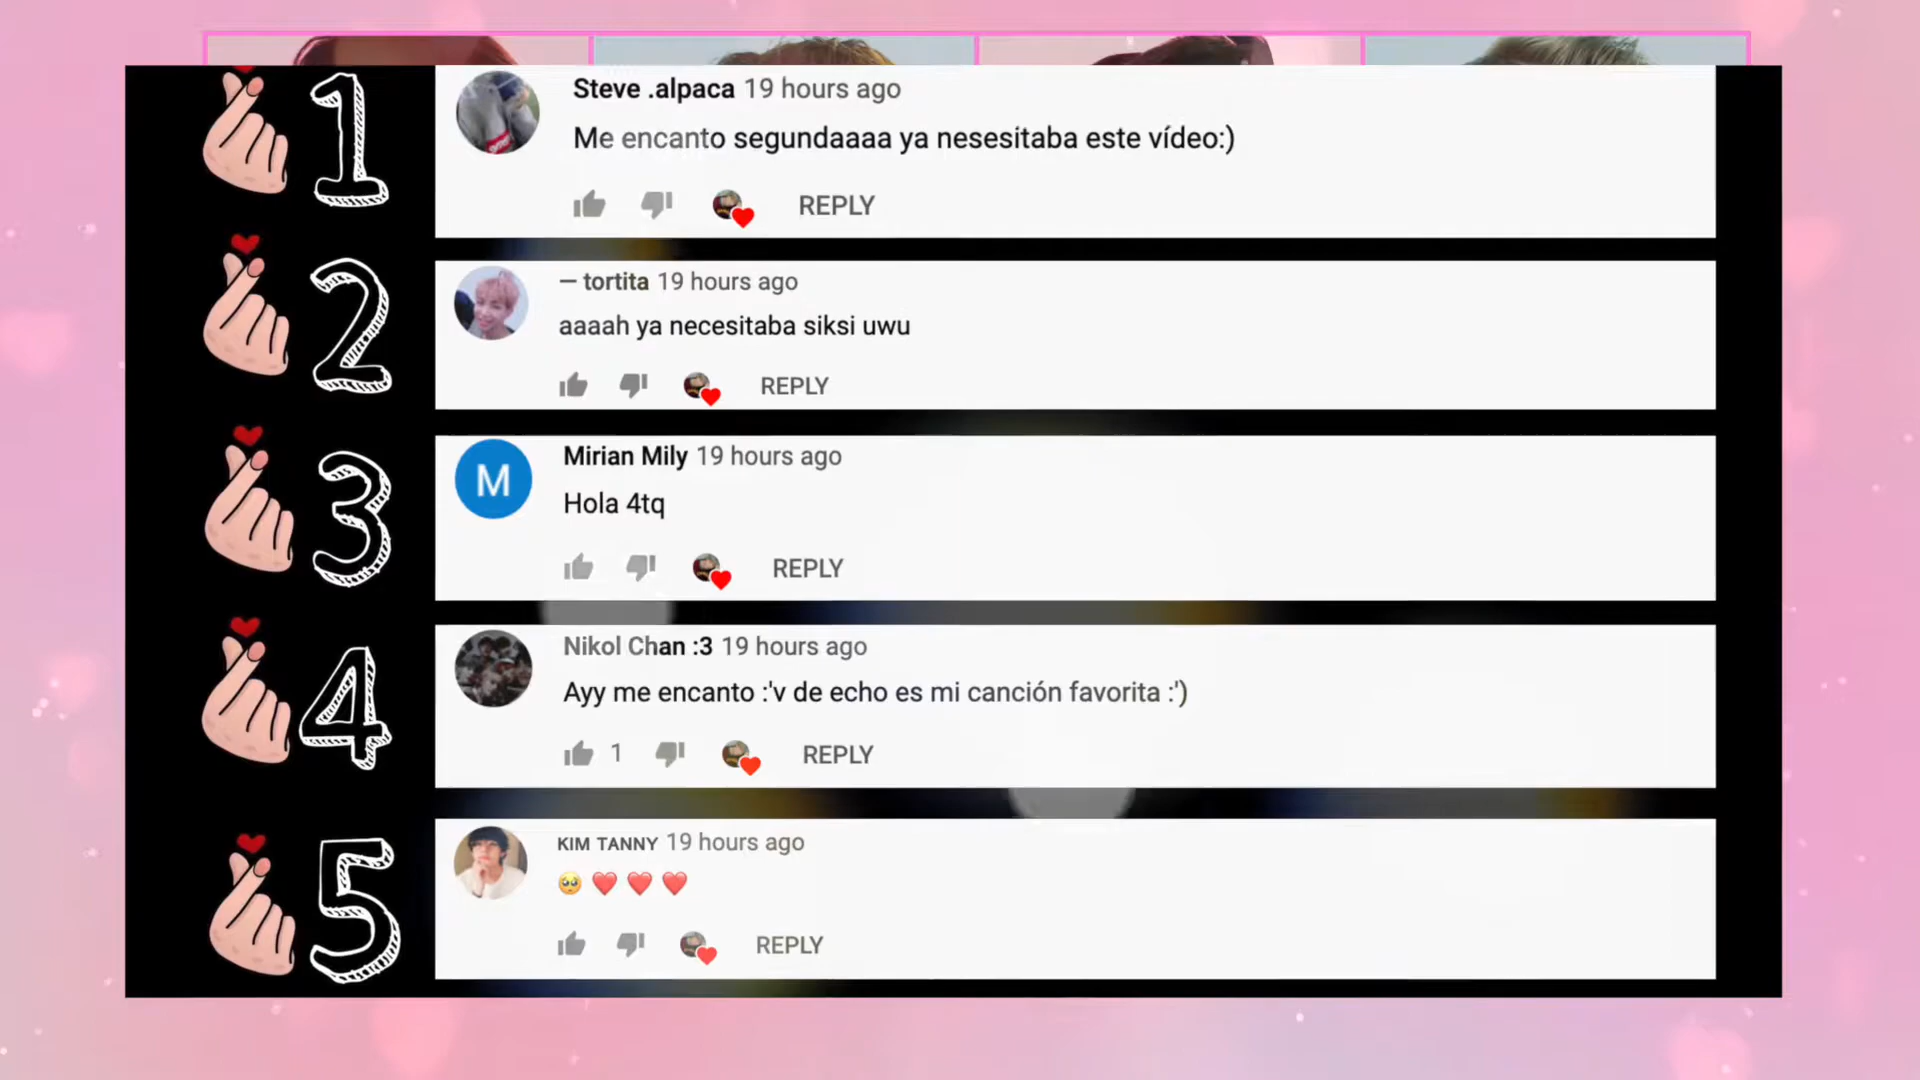 1
Steve .alpaca 19 hours ago
Me encanto segundaaaa ya nesesitaba este vídeo:)
REPLY
2
— tortita 19 hours ago
aaaah ya necesitaba siksi uwu
REPLY
3
M
Mirian Mily 19 hours ago
Hola 4tq
REPLY
4
Nikol Chan :3 19 hours ago
Ayy me encanto :'v de echo es mi canción favorita :')
1
REPLY
5
KIM TANNY 19 hours ago
🥺 ❤️ ❤️ ❤️
REPLY